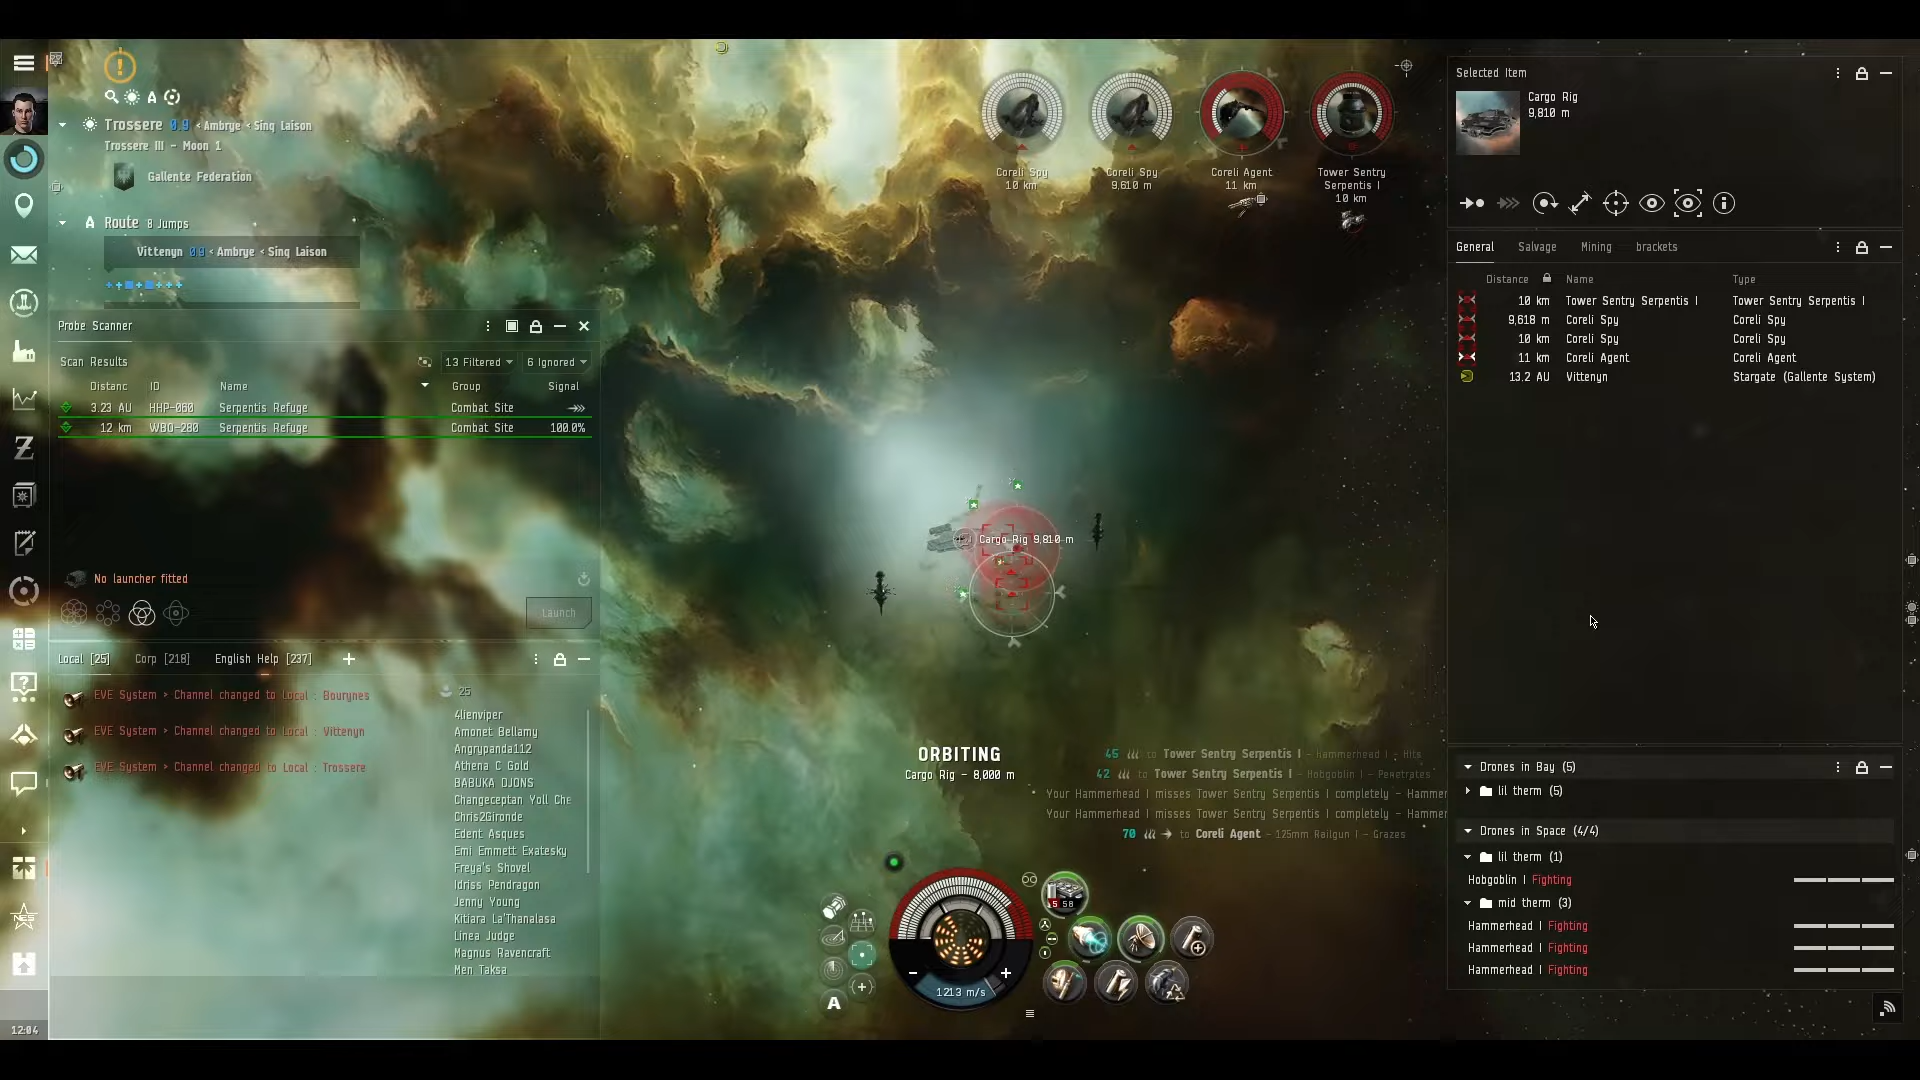 Trossere 0.9 < Ambrye < Sinq Laison
Trossere III - Moon 1
Gallente Federation
Route 8 Jumps
Vittenyn 0.9 < Ambrye < Sinq Laison
Probe Scanner
Scan Results
13 Filtered
6 Ignored
Distanc ID Name Group Signal
3.23 AU HHP-060 Serpentis Refuge Combat Site
12 km WBO-280 Serpentis Refuge Combat Site 100.0%
No launcher fitted
Launch
Local [25] Corp [218] English Help [237]
EVE System > Channel changed to Local : Bourynes
EVE System > Channel changed to Local : Vittenyn
EVE System > Channel changed to Local : Trossere
25
4lienviper
Amonet Bellamy
Angrypanda112
Athena C Gold
BABUKA DJONS
Changeceptan Yoll Che
Chris2Gironde
Edent Asques
Emi Emmett Exatesky
Freya's Shovel
Idriss Pendragon
Jenny Young
Kitiara La'Thanalasa
Linea Judge
Magnus Ravencraft
Men Taksa
12:04
Coreli Spy
10 km
Coreli Spy
9,610 m
Coreli Agent
11 km
Tower Sentry
Serpentis I
10 km
Cargo Rig 9,810 m
ORBITING
Cargo Rig - 8,000 m
45 to Tower Sentry Serpentis I - Hammerhead I - Hits
42 to Tower Sentry Serpentis I - Hobgoblin I - Penetrates
Your Hammerhead I misses Tower Sentry Serpentis I completely - Hammer
Your Hammerhead I misses Tower Sentry Serpentis I completely - Hammer
70 to Coreli Agent - 125mm Railgun I - Grazes
58
1213 m/s
A
Selected Item
Cargo Rig
9,810 m
General Salvage Mining brackets
Distance Name Type
10 km Tower Sentry Serpentis I Tower Sentry Serpentis I
9,618 m Coreli Spy Coreli Spy
10 km Coreli Spy Coreli Spy
11 km Coreli Agent Coreli Agent
13.2 AU Vittenyn Stargate (Gallente System)
Drones in Bay (5)
lil therm (5)
Drones in Space (4/4)
lil therm (1)
Hobgoblin I Fighting
mid therm (3)
Hammerhead I Fighting
Hammerhead I Fighting
Hammerhead I Fighting